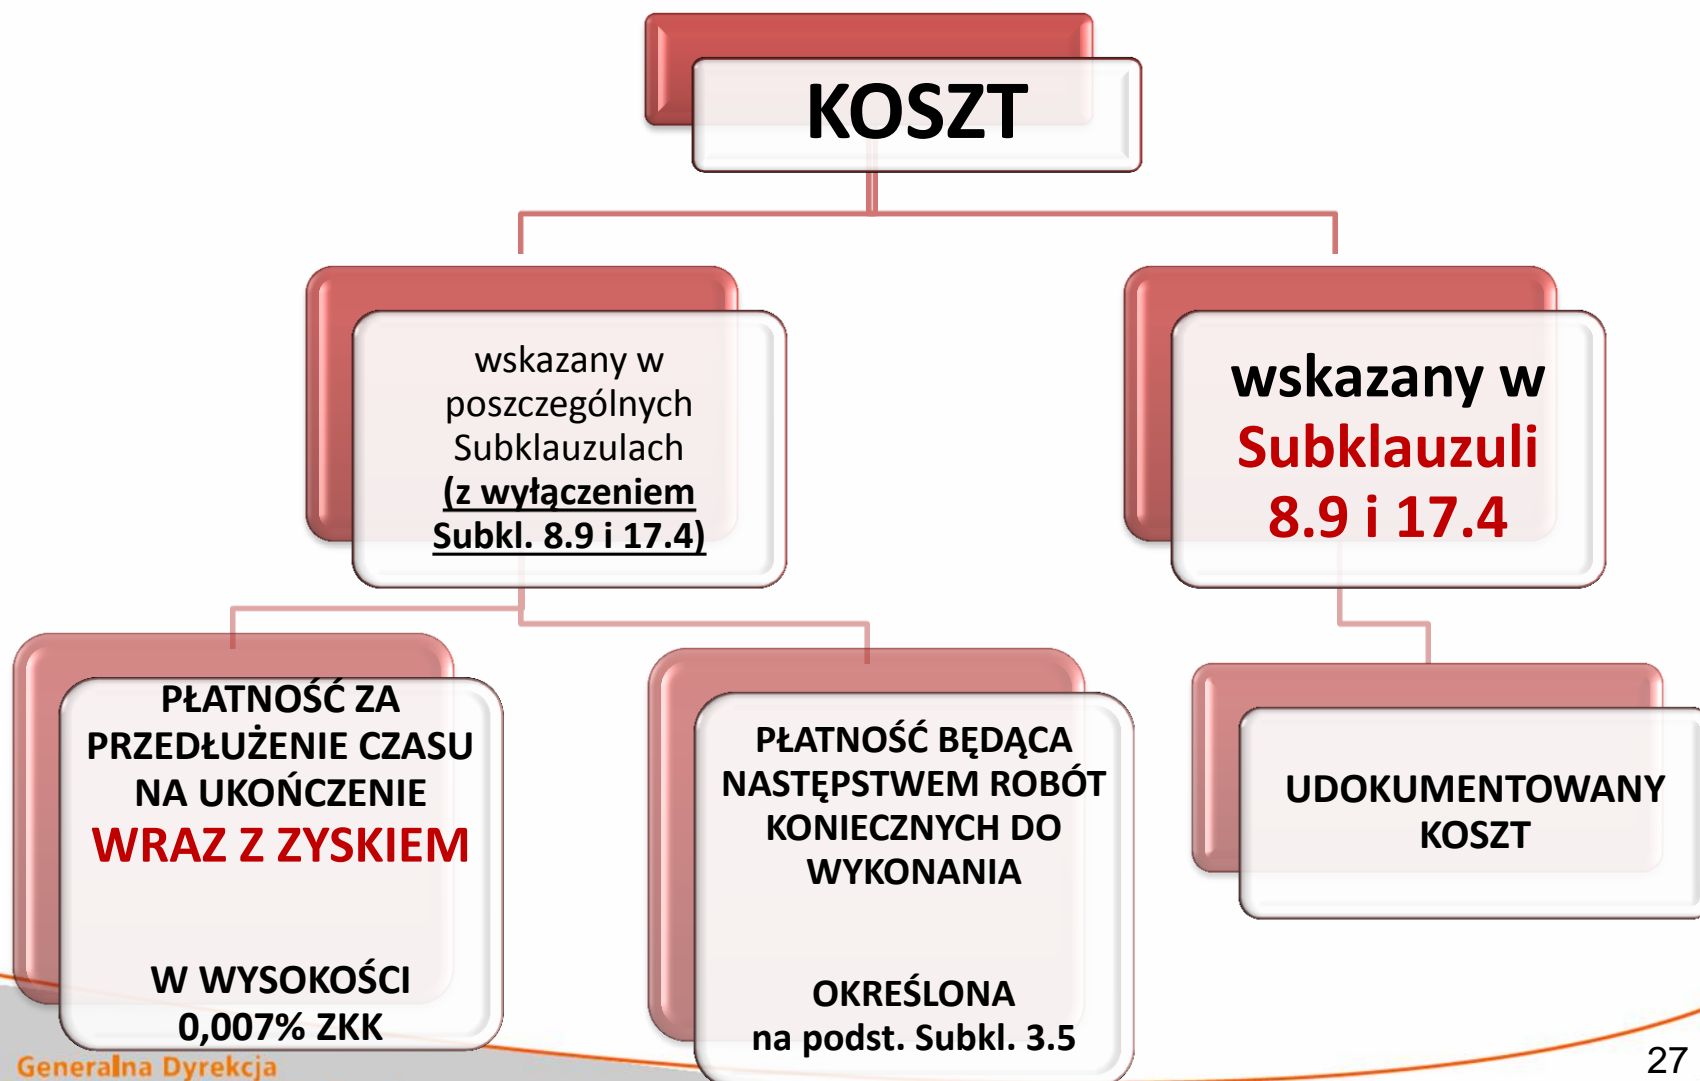 KOSZT
wskazany w
poszczególnych
Subklauzulach
(z wyłączeniem
Subkl. 8.9 i 17.4)
wskazany w
Subklauzuli
8.9 i 17.4
PŁATNOŚĆ ZA
PRZEDŁUŻENIE CZASU
NA UKOŃCZENIE
WRAZ Z ZYSKIEM
W WYSOKOŚCI
0,007% ZKK
PŁATNOŚĆ BĘDĄCA
NASTĘPSTWEM ROBÓT
KONIECZNYCH DO
WYKONANIA
OKREŚLONA
na podst. Subkl. 3.5
UDOKUMENTOWANY
KOSZT
Generalna Dyrekcja
27